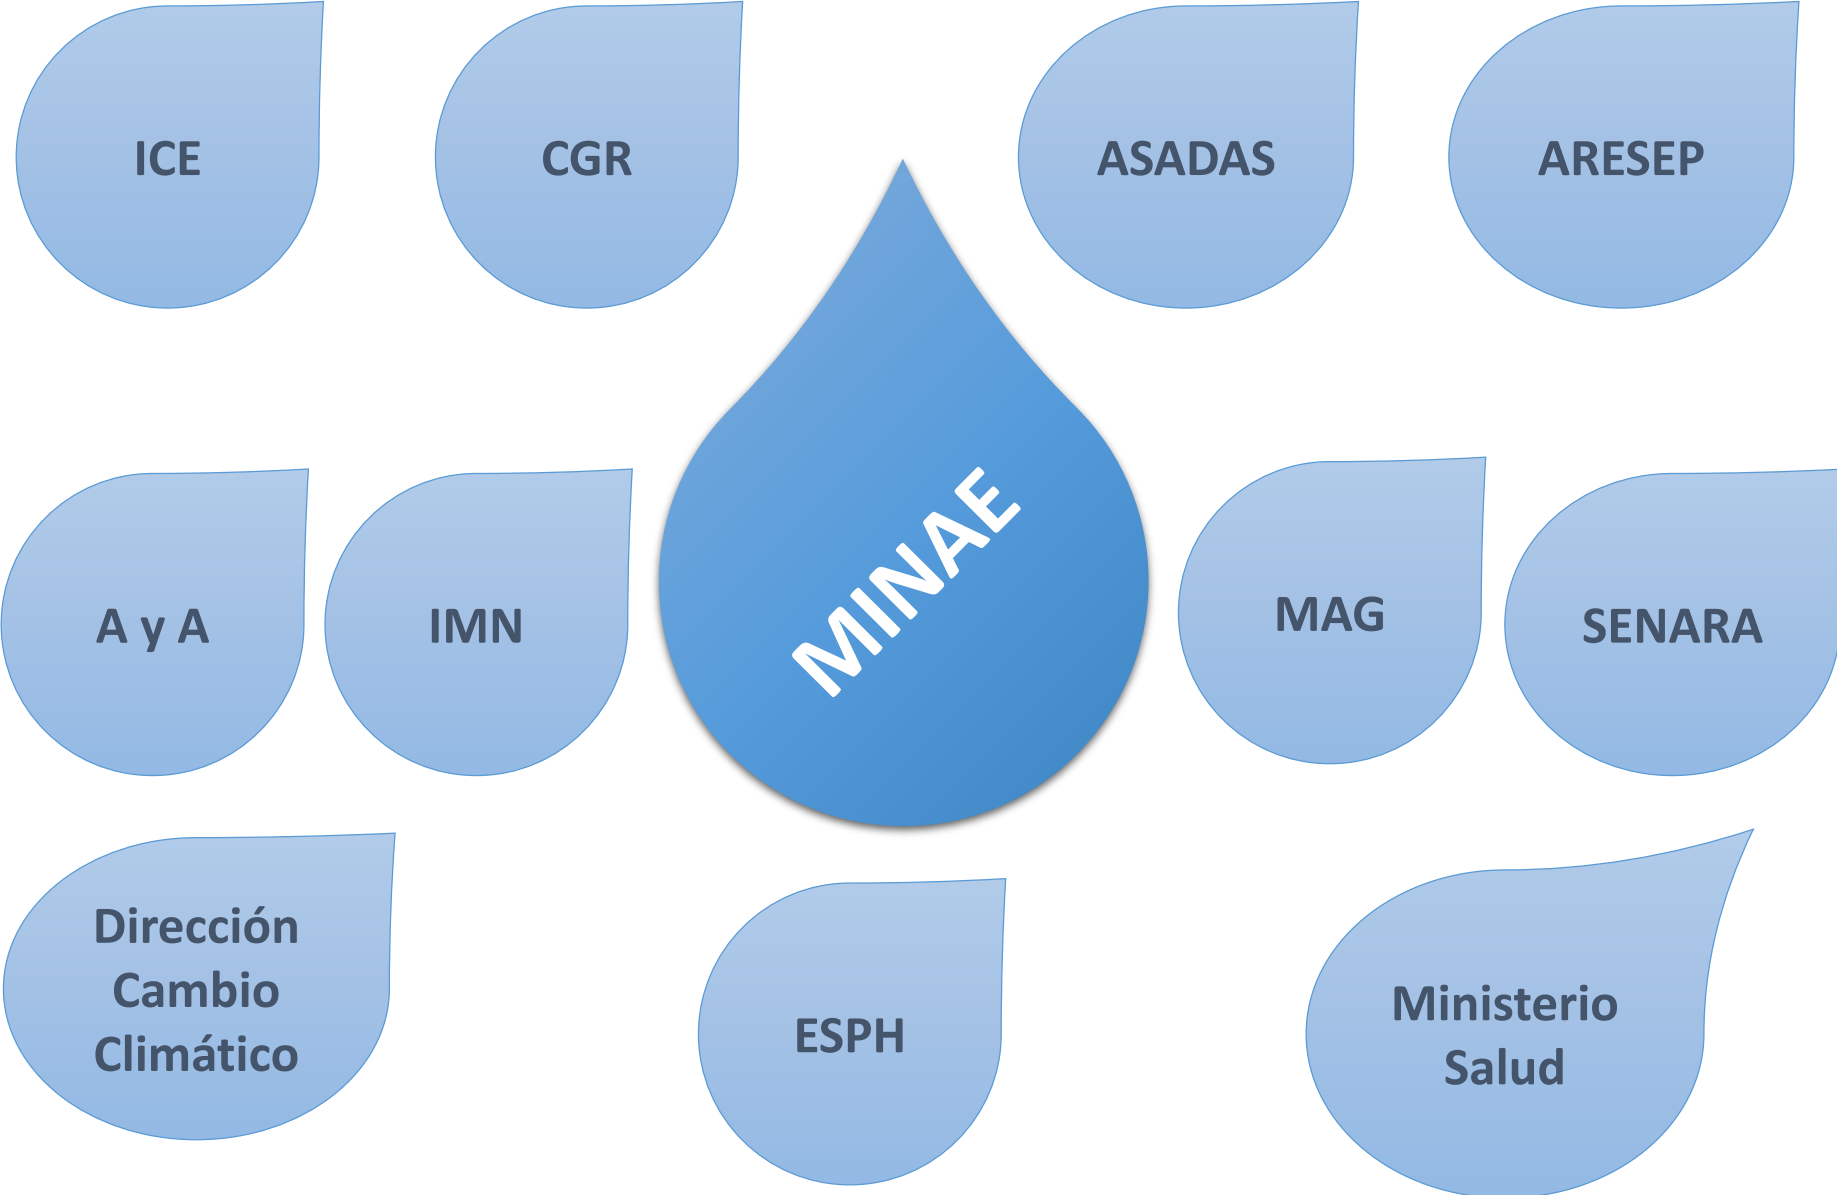 ICE
CGR
ASADAS
ARESEP
A y A
IMN
MINAE
MAG
SENARA
Dirección
Cambio
Climático
ESPH
Ministerio
Salud